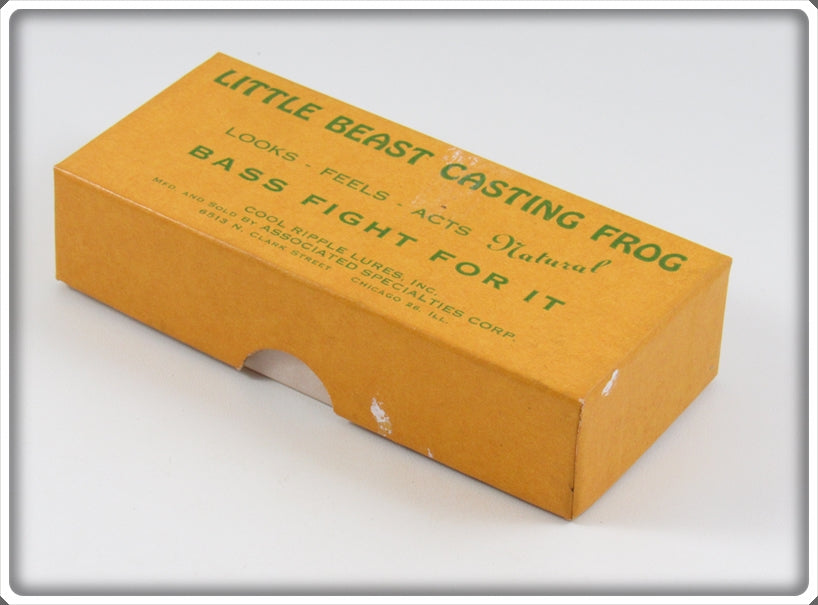 LITTLE BEAST CASTING FROG
LOOKS - FEELS - ACTS Natural
BASS FIGHT FOR IT
COOL RIPPLE LURES, INC.
MFD. AND SOLD BY ASSOCIATED SPECIALTIES CORP.
6513 N. CLARK STREET CHICAGO 26, ILL.